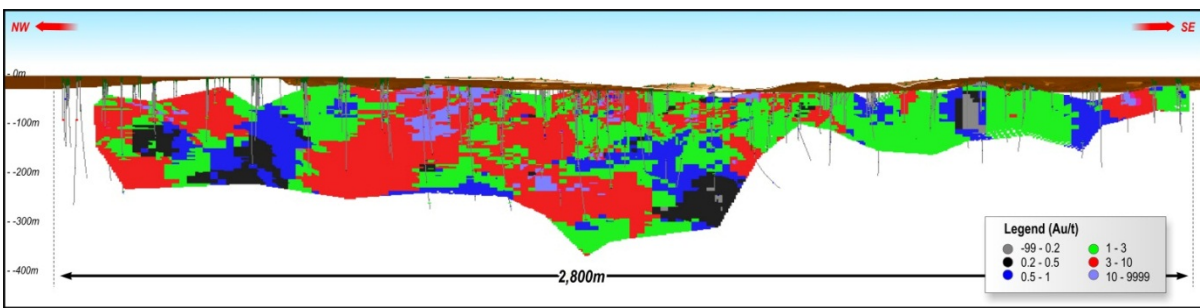 NW
SE
- 0m
- -100m
- -200m
- -300m
- -400m
Legend (Au/t)
-99 - 0.2
1 - 3
0.2 - 0.5
3 - 10
0.5 - 1
10 - 9999
2,800m